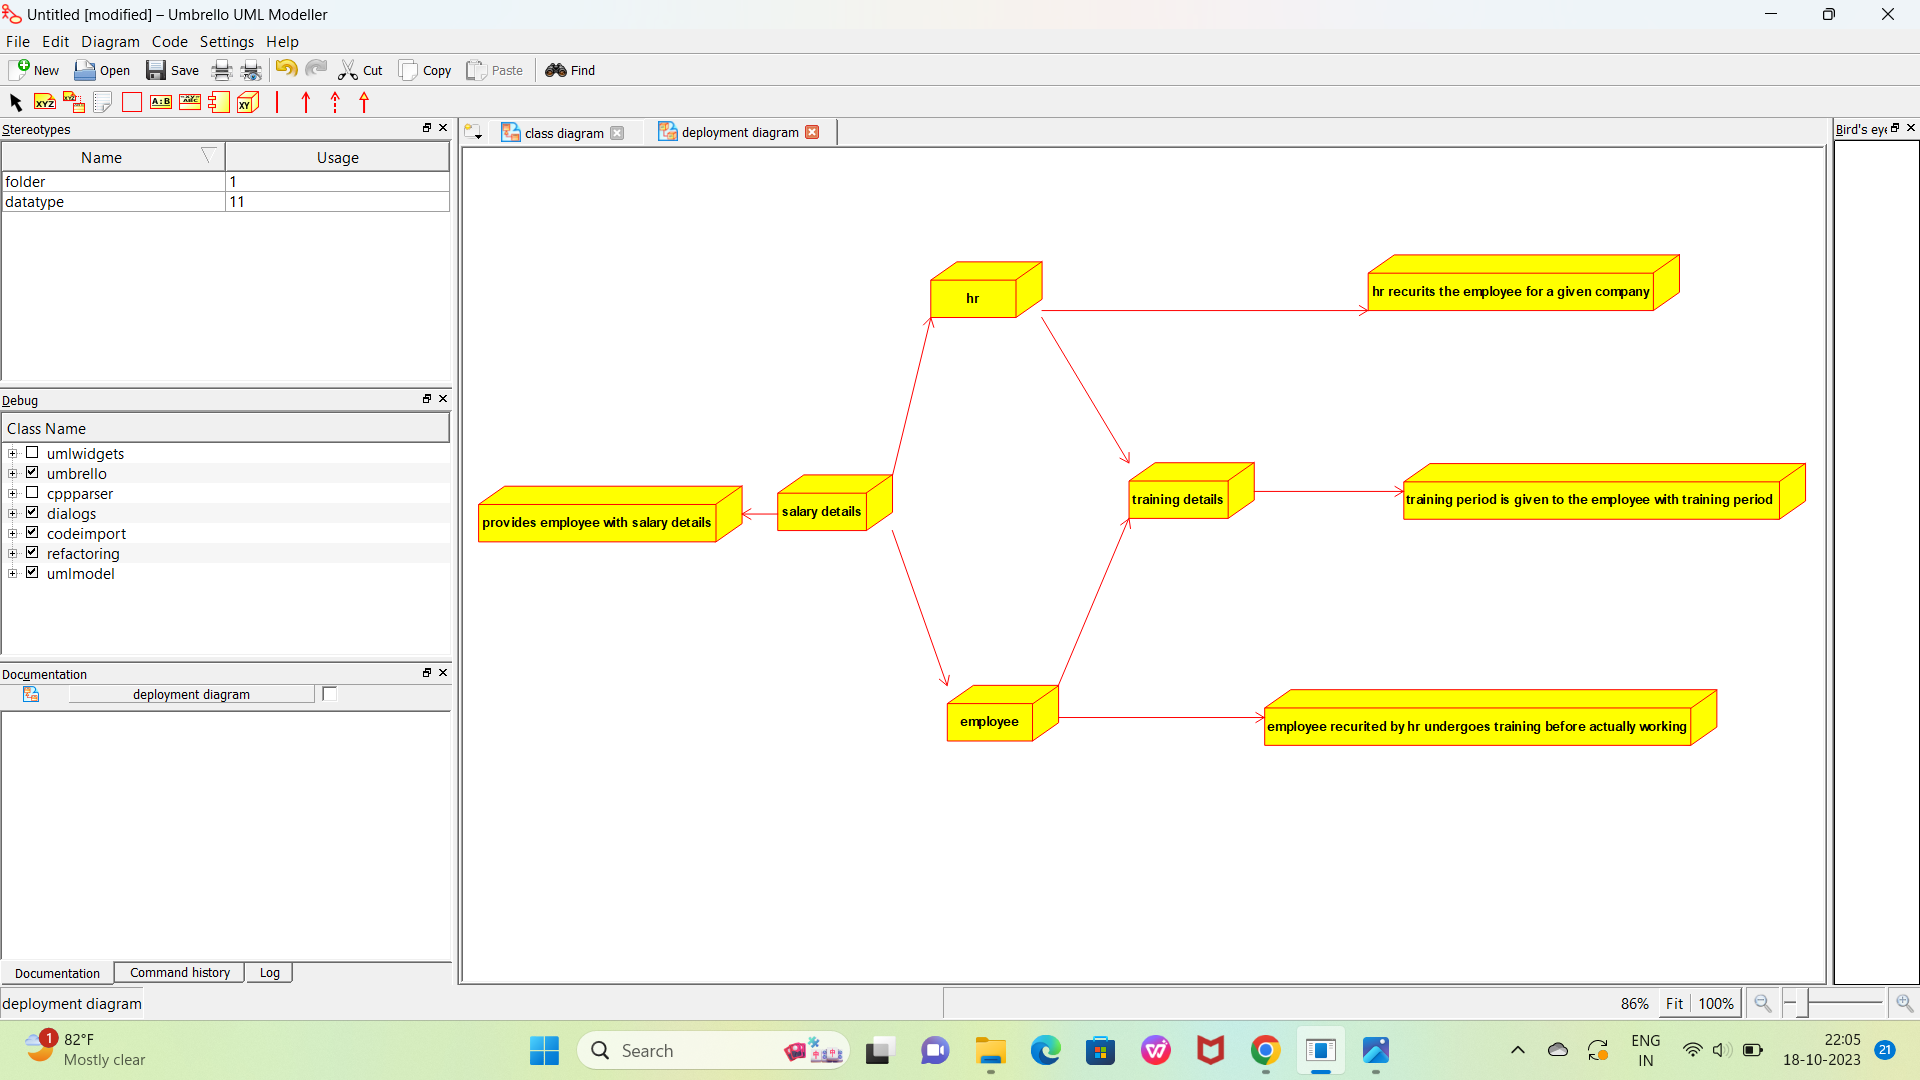 Untitled [modified] – Umbrello UML Modeller
File Edit Diagram Code Settings Help
New Open Save Cut Copy Paste Find
XYZ XYZ A:B ABC XY
Stereotypes
Name Usage
folder 1
datatype 11
Debug
Class Name
umlwidgets
umbrello
cppparser
dialogs
codeimport
refactoring
umlmodel
Documentation
deployment diagram
Documentation Command history Log
class diagram
deployment diagram
Bird's eye
hr
hr recurits the employee for a given company
provides employee with salary details
salary details
training details
training period is given to the employee with training period
employee
employee recurited by hr undergoes training before actually working
deployment diagram
86% Fit 100%
1
82°F
Mostly clear
Search
ENG
IN
22:05
18-10-2023
21